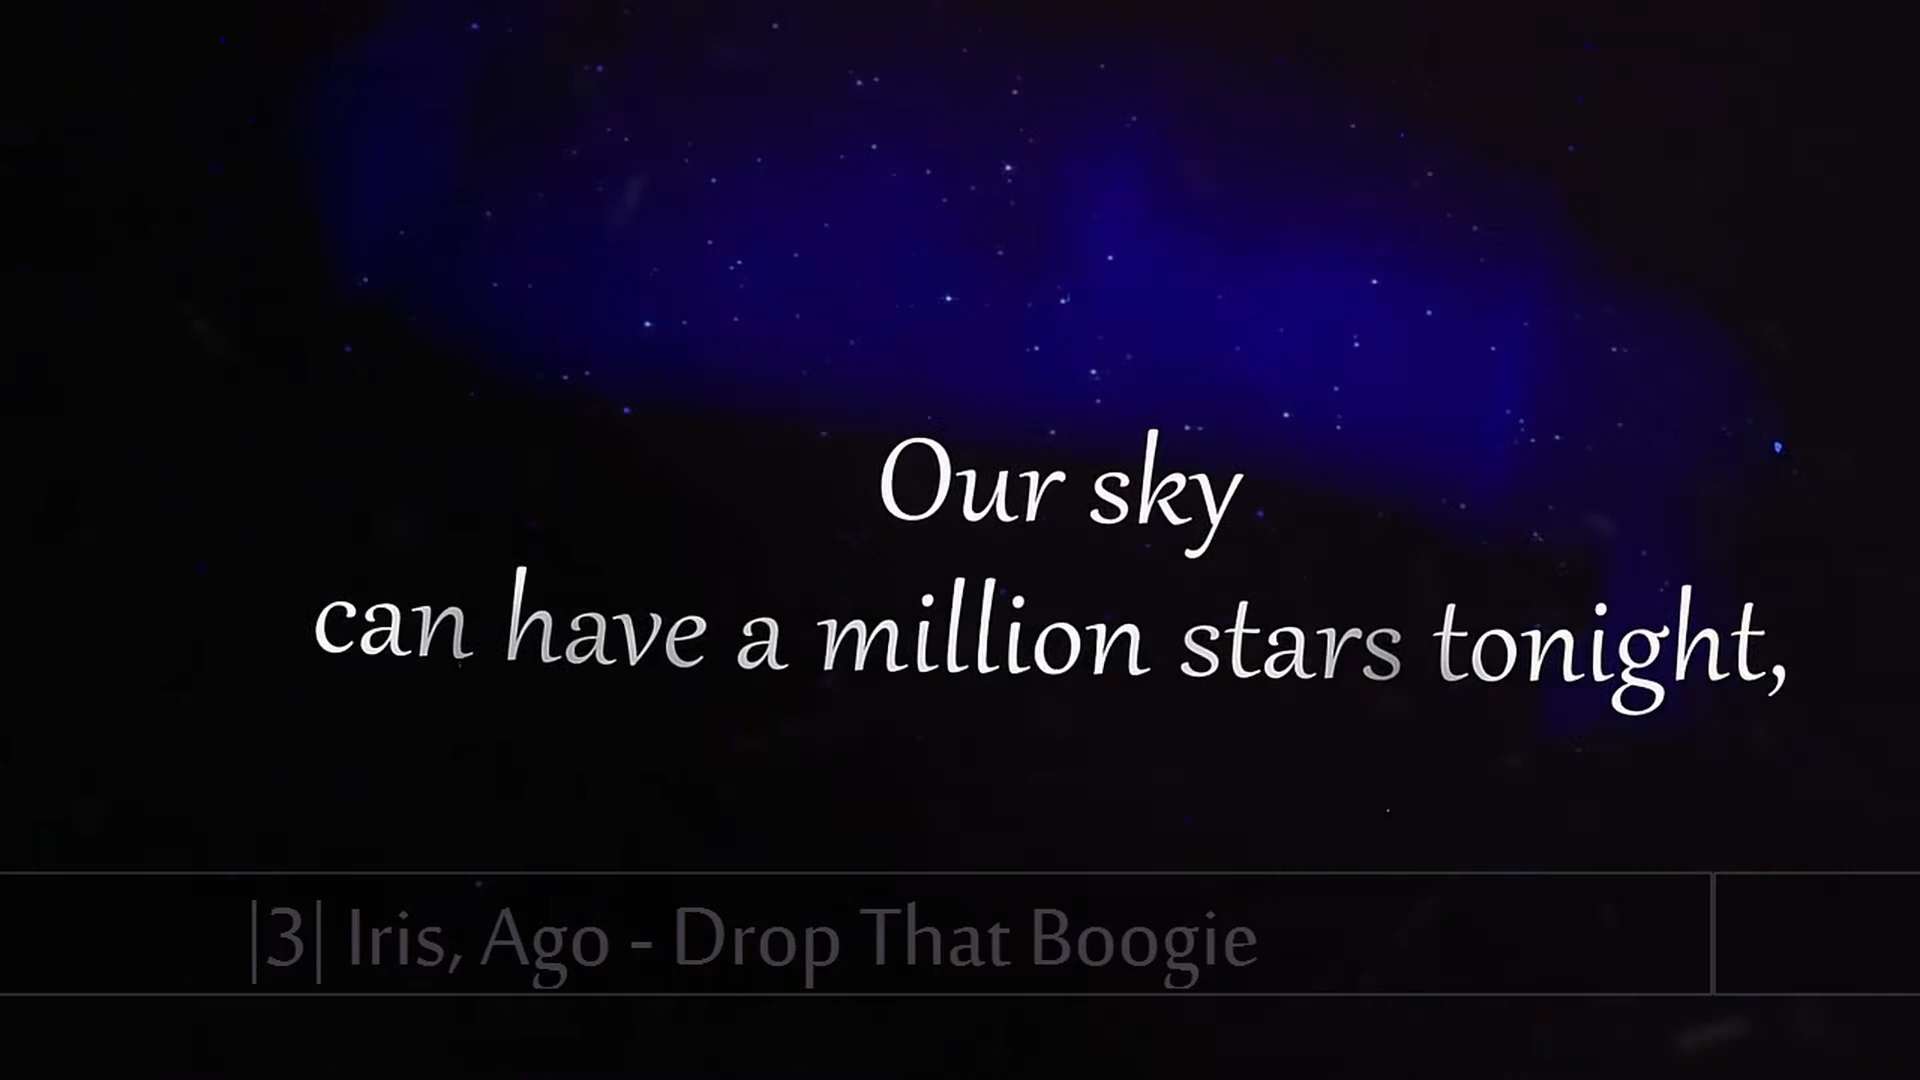 Our sky
can have a million stars tonight,
|3| Iris, Ago - Drop That Boogie